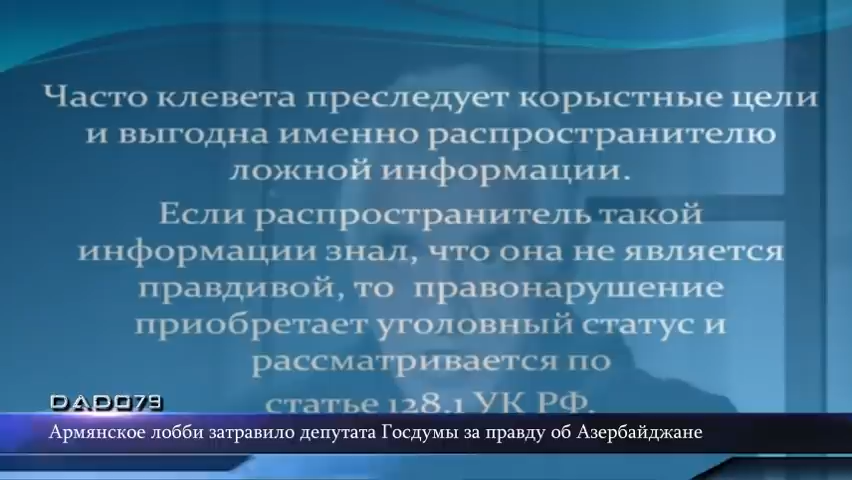 Часто клевета преследует корыстные цели
и выгодна именно распространителю
ложной информации.
Если распространитель такой
информации знал, что она не является
правдивой, то правонарушение
приобретает уголовный статус и
рассматривается по
статье 128.1 УК РФ.
DADO79
Армянское лобби затравило депутата Госдумы за правду об Азербайджане